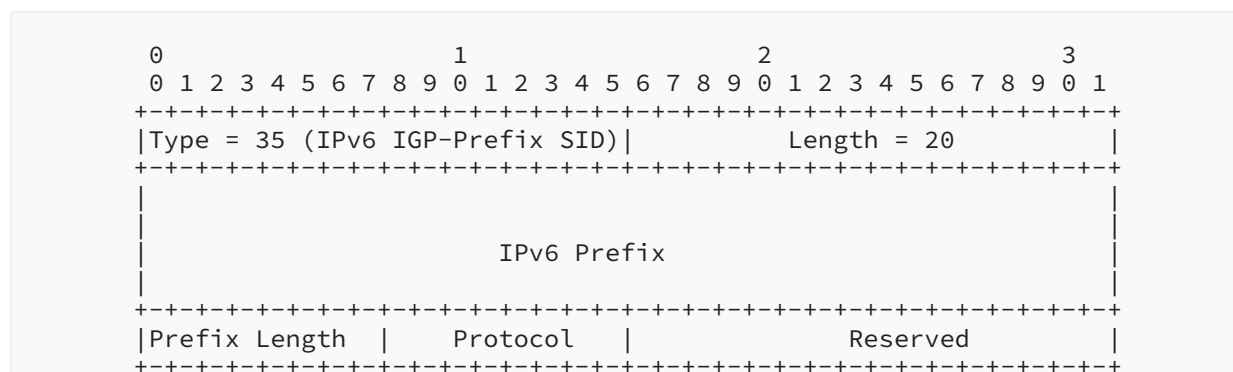 0                   1                   2                   3
 0 1 2 3 4 5 6 7 8 9 0 1 2 3 4 5 6 7 8 9 0 1 2 3 4 5 6 7 8 9 0 1
+-+-+-+-+-+-+-+-+-+-+-+-+-+-+-+-+-+-+-+-+-+-+-+-+-+-+-+-+-+-+-+-+
|Type = 35 (IPv6 IGP-Prefix SID)|          Length = 20          |
+-+-+-+-+-+-+-+-+-+-+-+-+-+-+-+-+-+-+-+-+-+-+-+-+-+-+-+-+-+-+-+-+
|                                                               |
|                                                               |
|                       IPv6 Prefix                             |
|                                                               |
+-+-+-+-+-+-+-+-+-+-+-+-+-+-+-+-+-+-+-+-+-+-+-+-+-+-+-+-+-+-+-+-+
|Prefix Length  |    Protocol   |              Reserved         |
+-+-+-+-+-+-+-+-+-+-+-+-+-+-+-+-+-+-+-+-+-+-+-+-+-+-+-+-+-+-+-+-+